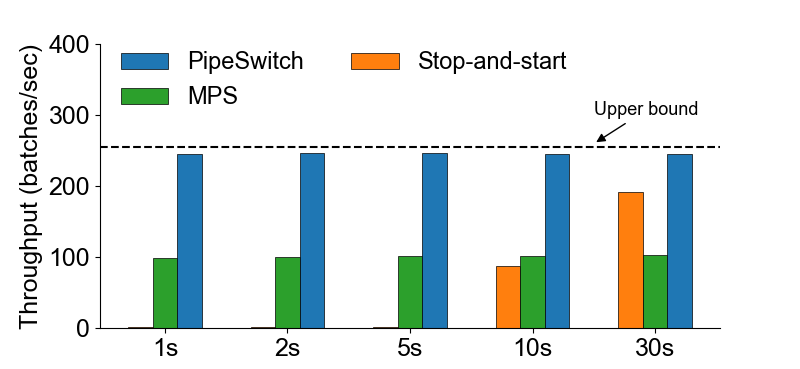 Throughput (batches/sec)
400
300
200
100
0
PipeSwitch
Stop-and-start
MPS
Upper bound
1s
2s
5s
10s
30s